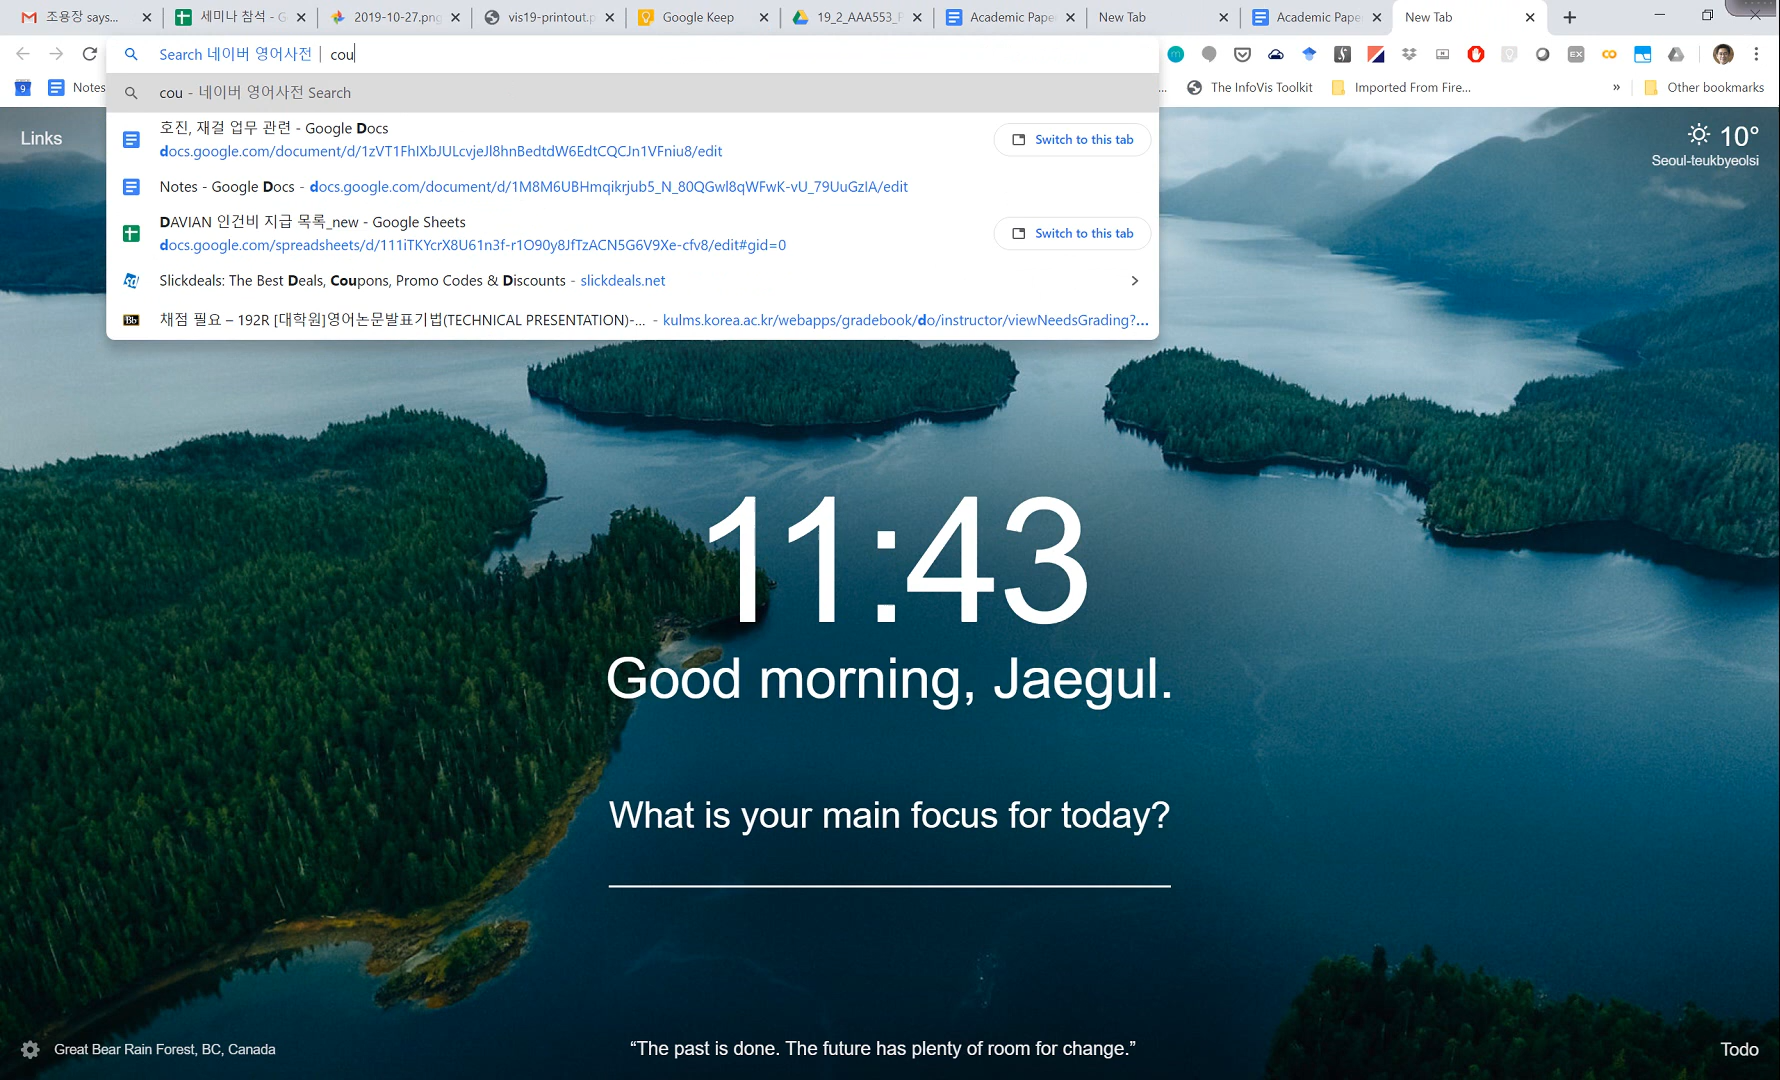 조용장 says...
세미나 참석 - G
2019-10-27.png
vis19-printout.p
Google Keep
19_2_AAA553_F
Academic Pape
New Tab
Academic Pape
New Tab
Search 네이버 영어사전 | cou
EX
9
Notes
cou - 네이버 영어사전 Search
...
The InfoVis Toolkit
Imported From Fire...
»
Other bookmarks
호진, 재걸 업무 관련 - Google Docs
docs.google.com/document/d/1zVT1FhIXbJULcvjeJl8hnBedtdW6EdtCQCJn1VFniu8/edit
Switch to this tab
Notes - Google Docs - docs.google.com/document/d/1M8M6UBHmqikrjub5_N_80QGwl8qWFwK-vU_79UuGzIA/edit
DAVIAN 인건비 지급 목록_new - Google Sheets
docs.google.com/spreadsheets/d/111iTKYcrX8U61n3f-r1O90y8JfTzACN5G6V9Xe-cfv8/edit#gid=0
Switch to this tab
Slickdeals: The Best Deals, Coupons, Promo Codes & Discounts - slickdeals.net
Bb
채점 필요 – 192R [대학원]영어논문발표기법(TECHNICAL PRESENTATION)-... - kulms.korea.ac.kr/webapps/gradebook/do/instructor/viewNeedsGrading?...
Links
10°
Seoul-teukbyeolsi
11:43
Good morning, Jaegul.
What is your main focus for today?
Great Bear Rain Forest, BC, Canada
“The past is done. The future has plenty of room for change.”
Todo